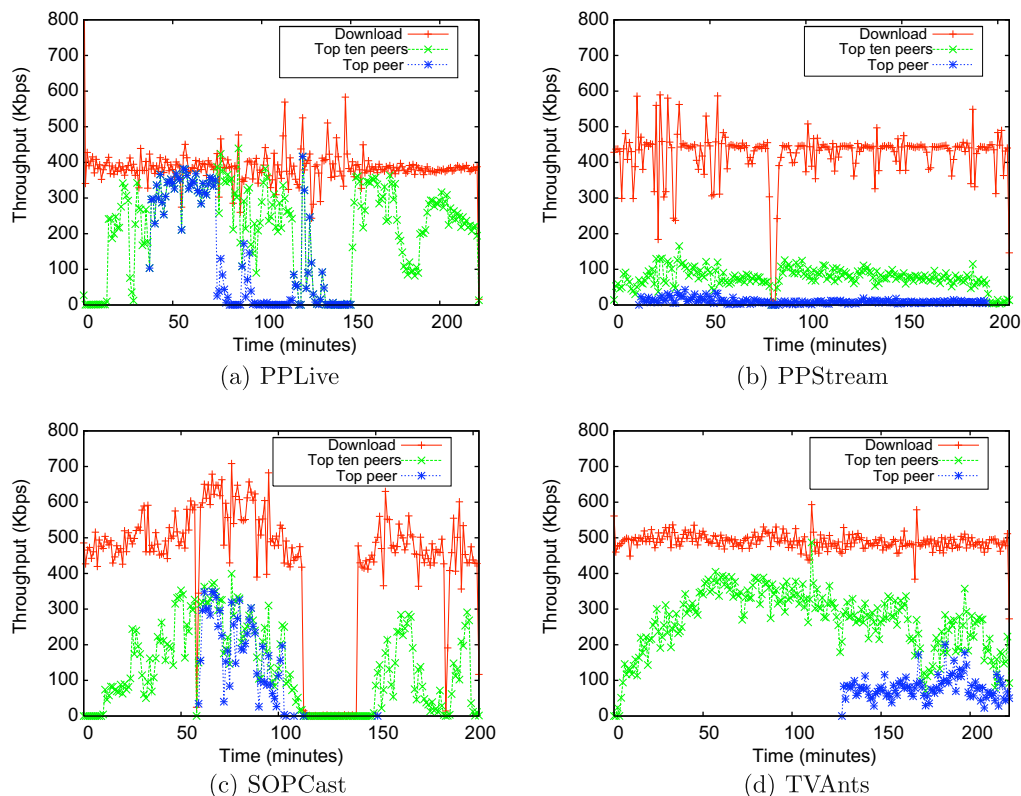 800
700
600
500
400
300
200
100
0
Throughput (Kbps)
Download
Top ten peers
Top peer
0 50 100 150 200
Time (minutes)
(a) PPLive
800
700
600
500
400
300
200
100
0
Throughput (Kbps)
Download
Top ten peers
Top peer
0 50 100 150 200
Time (minutes)
(b) PPStream
800
700
600
500
400
300
200
100
0
Throughput (Kbps)
Download
Top ten peers
Top peer
0 50 100 150 200
Time (minutes)
(c) SOPCast
800
700
600
500
400
300
200
100
0
Throughput (Kbps)
Download
Top ten peers
Top peer
0 50 100 150 200
Time (minutes)
(d) TVAnts